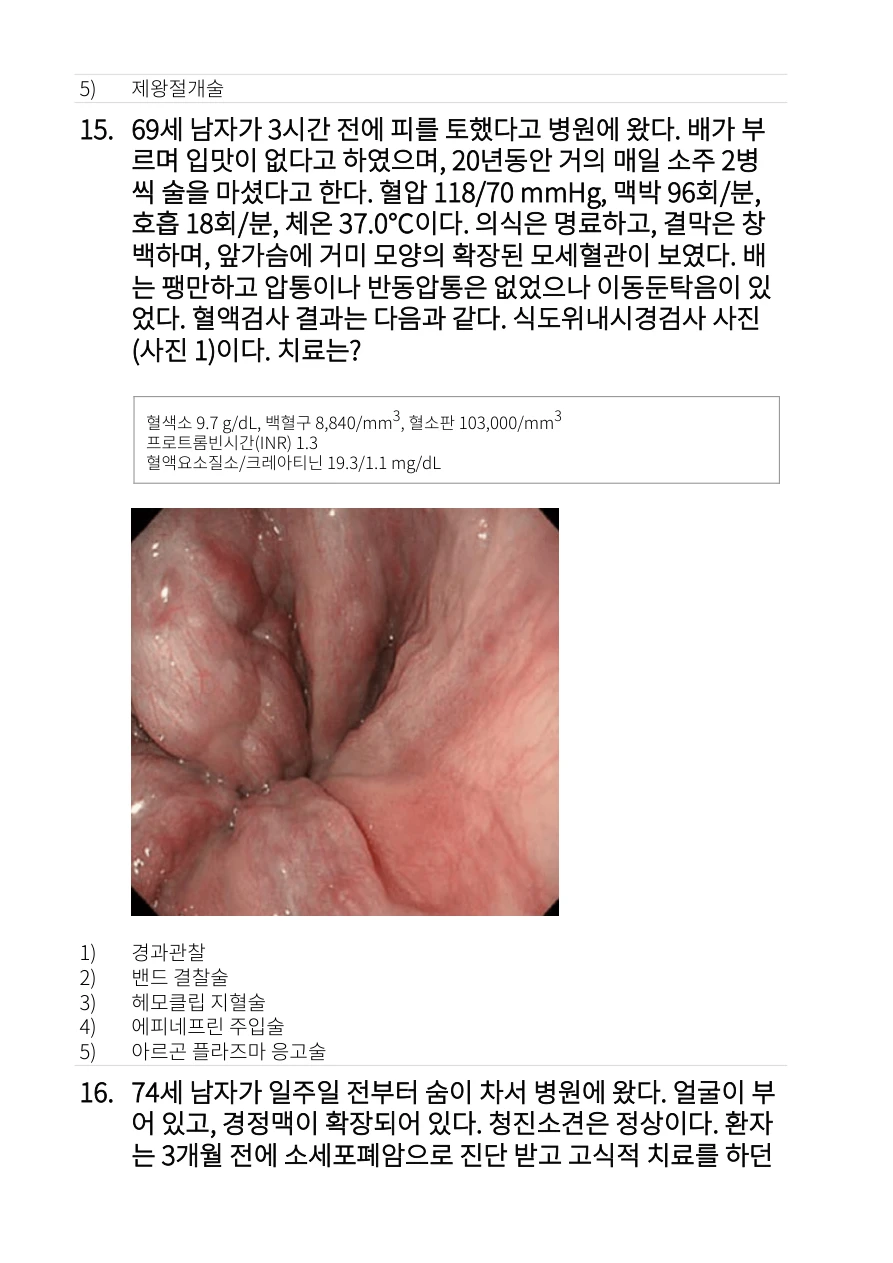 5) 제왕절개술
15. 69세 남자가 3시간 전에 피를 토했다고 병원에 왔다. 배가 부
르며 입맛이 없다고 하였으며, 20년동안 거의 매일 소주 2병
씩 술을 마셨다고 한다. 혈압 118/70 mmHg, 맥박 96회/분,
호흡 18회/분, 체온 37.0℃이다. 의식은 명료하고, 결막은 창
백하며, 앞가슴에 거미 모양의 확장된 모세혈관이 보였다. 배
는 팽만하고 압통이나 반동압통은 없었으나 이동둔탁음이 있
었다. 혈액검사 결과는 다음과 같다. 식도위내시경검사 사진
(사진 1)이다. 치료는?
혈색소 9.7 g/dL, 백혈구 8,840/mm³, 혈소판 103,000/mm³
프로트롬빈시간(INR) 1.3
혈액요소질소/크레아티닌 19.3/1.1 mg/dL
1) 경과관찰
2) 밴드 결찰술
3) 헤모클립 지혈술
4) 에피네프린 주입술
5) 아르곤 플라즈마 응고술
16. 74세 남자가 일주일 전부터 숨이 차서 병원에 왔다. 얼굴이 부
어 있고, 경정맥이 확장되어 있다. 청진소견은 정상이다. 환자
는 3개월 전에 소세포폐암으로 진단 받고 고식적 치료를 하던